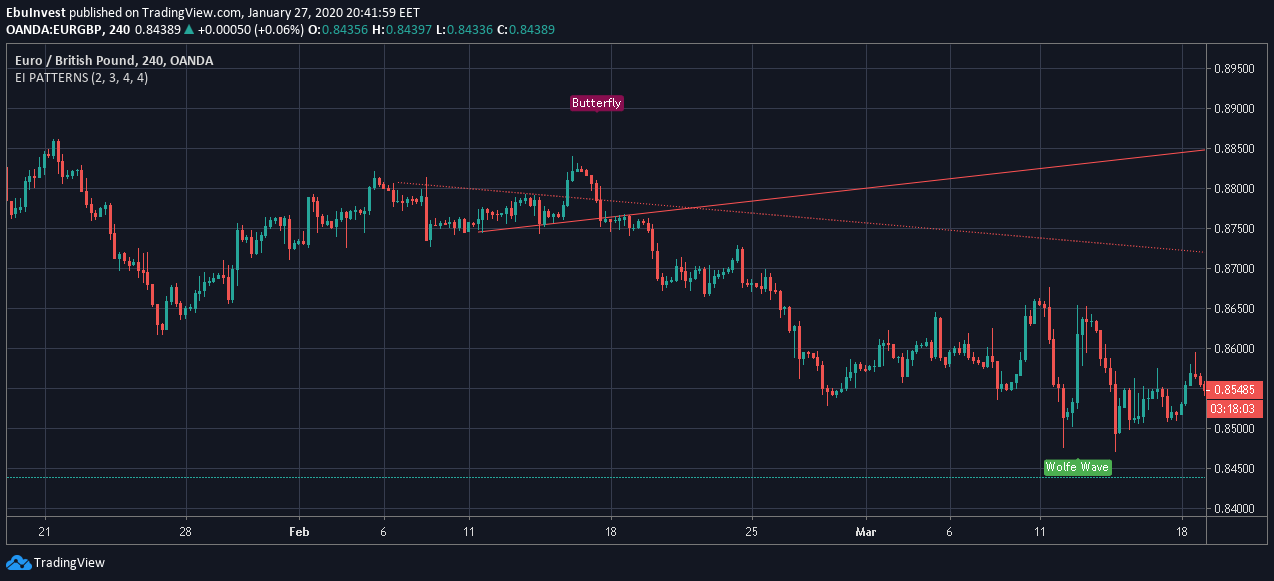 EbuInvest published on TradingView.com, January 27, 2020 20:41:59 EET
OANDA:EURGBP, 240 0.84389 ▲ +0.00050 (+0.06%) O:0.84356 H:0.84397 L:0.84336 C:0.84389
Euro / British Pound, 240, OANDA
EI PATTERNS (2, 3, 4, 4)
0.89500
Butterfly
0.89000
0.88500
0.88000
0.87500
0.87000
0.86500
0.86000
0.85485
03:18:03
0.85000
Wolfe Wave
0.84500
0.84000
21 28 Feb 6 11 18 25 Mar 6 11 18
TradingView